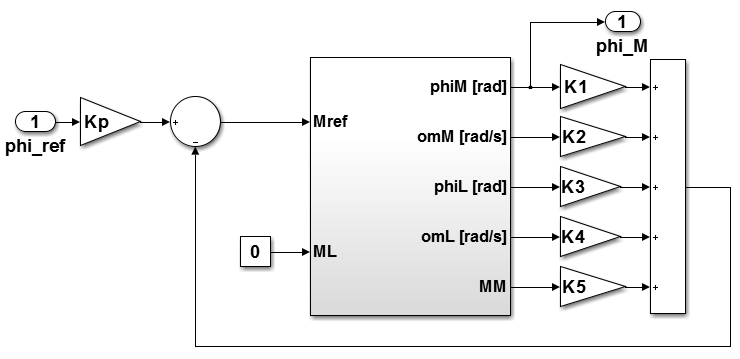 1
phi_M
phiM [rad]
K1
+
1
Kp
+
Mref
omM [rad/s]
K2
+
phi_ref
−
phiL [rad]
K3
+
omL [rad/s]
K4
+
0
ML
MM
K5
+